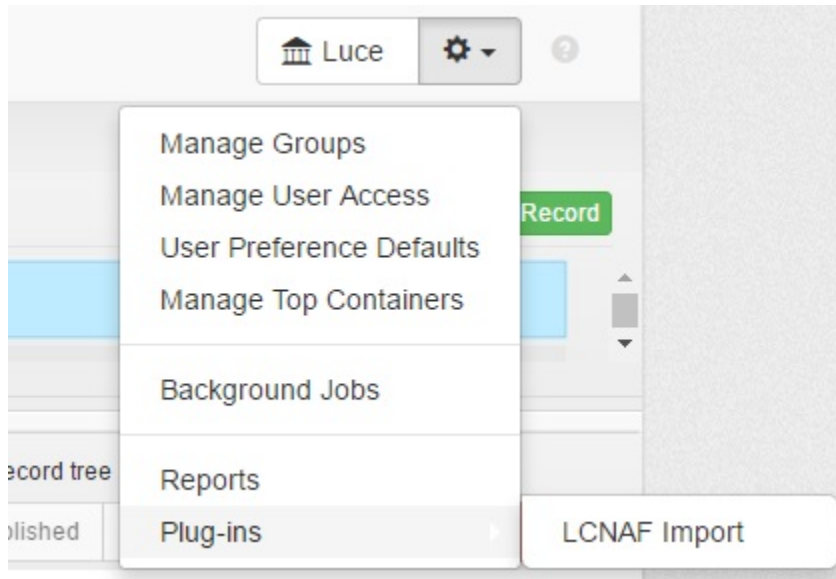 Luce
Manage Groups
Manage User Access
Record
User Preference Defaults
Manage Top Containers
Background Jobs
ecord tree
Reports
olished
Plug-ins
LCNAF Import